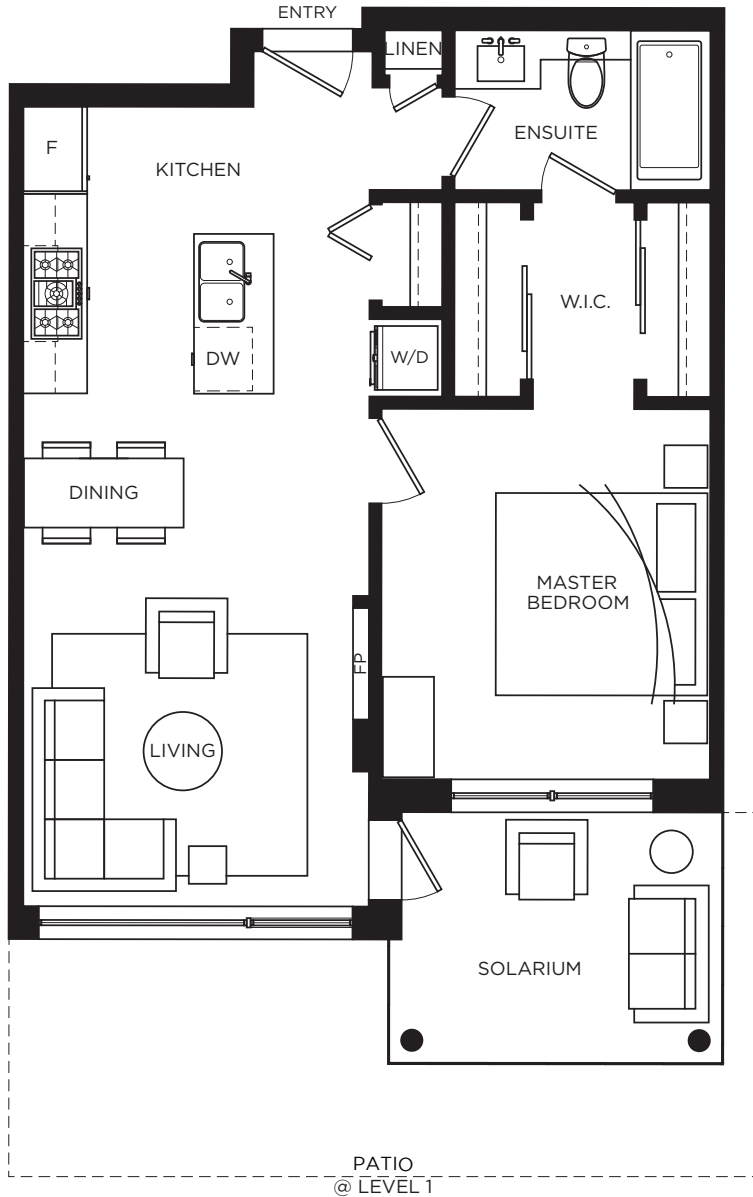 ENTRY
LINEN
ENSUITE
F
KITCHEN
W.I.C.
DW
W/D
DINING
MASTER
BEDROOM
FP
LIVING
SOLARIUM
PATIO
@ LEVEL 1